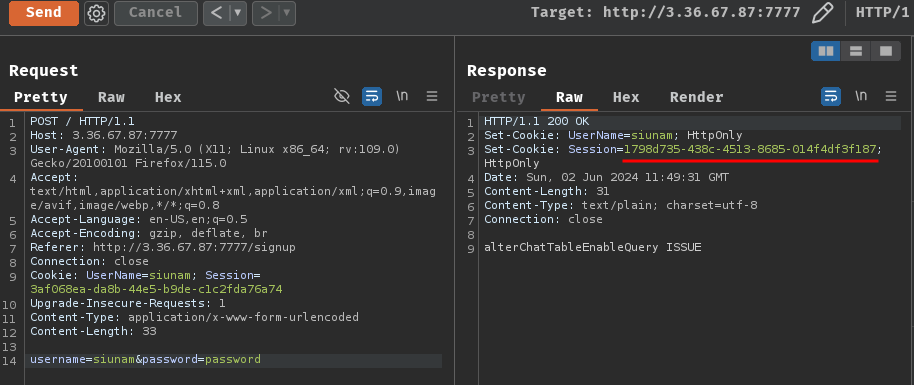 Send Cancel < ▼ > ▼ Target: http://3.36.67.87:7777 HTTP/1
Request
Pretty Raw Hex \n
1 POST / HTTP/1.1
2 Host: 3.36.67.87:7777
3 User-Agent: Mozilla/5.0 (X11; Linux x86_64; rv:109.0)
Gecko/20100101 Firefox/115.0
4 Accept:
text/html,application/xhtml+xml,application/xml;q=0.9,imag
e/avif,image/webp,*/*;q=0.8
5 Accept-Language: en-US,en;q=0.5
6 Accept-Encoding: gzip, deflate, br
7 Referer: http://3.36.67.87:7777/signup
8 Connection: close
9 Cookie: UserName=siunam; Session=
3af068ea-da8b-44e5-b9de-c1c2fda76a74
10 Upgrade-Insecure-Requests: 1
11 Content-Type: application/x-www-form-urlencoded
12 Content-Length: 33
13
14 username=siunam&password=password
Response
Pretty Raw Hex Render \n
1 HTTP/1.1 200 OK
2 Set-Cookie: UserName=siunam; HttpOnly
3 Set-Cookie: Session=1798d735-438c-4513-8685-014f4df3f187;
HttpOnly
4 Date: Sun, 02 Jun 2024 11:49:31 GMT
5 Content-Length: 31
6 Content-Type: text/plain; charset=utf-8
7 Connection: close
8
9 alterChatTableEnableQuery ISSUE